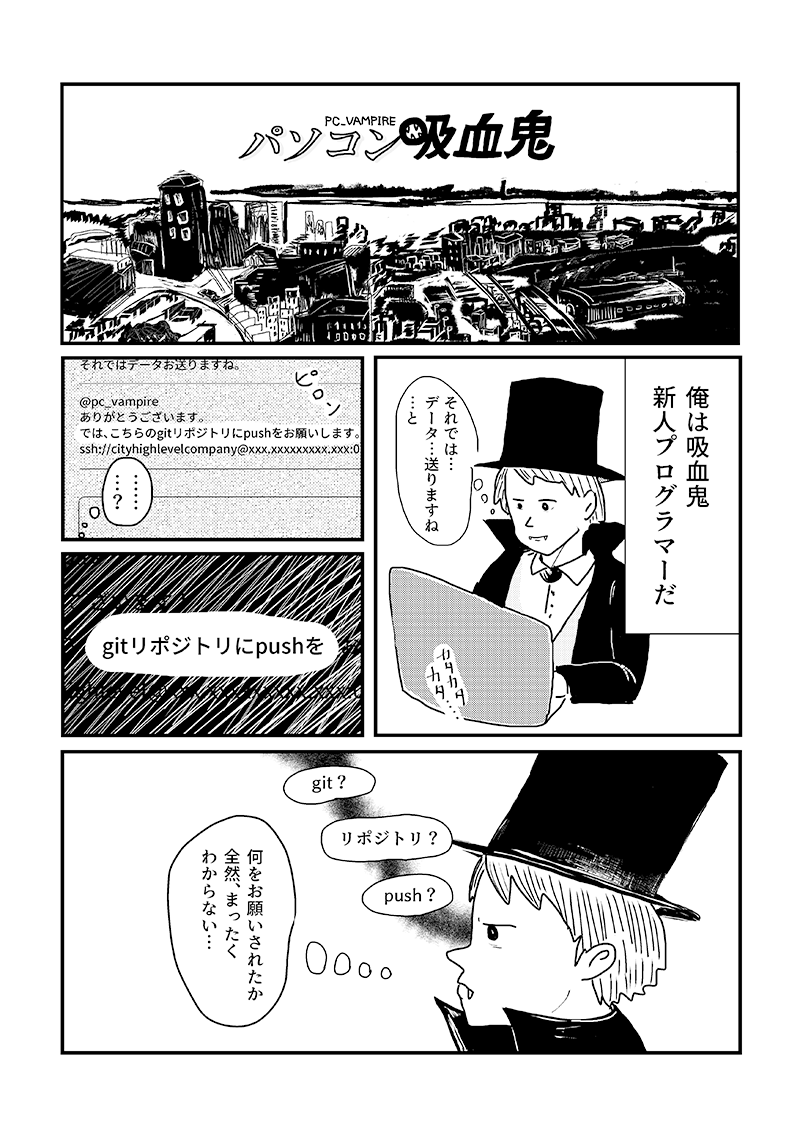 PC_VAMPIRE
パソコン吸血鬼
俺は吸血鬼
新人プログラマーだ
それでは…
データ…送りますね
…と
カタ
カタ
カタ
…
それではデータお送りますね。
ピロン
@pc_vampire
ありがとうございます。
では、こちらのgitリポジトリにpushをお願いします。
ssh://cityhighlevelcompany@xxx.xxxxxxxxx.xxx:0
……
…？
gitリポジトリにpushを
git？
リポジトリ？
push？
何をお願いされたか
全然、まったく
わからない…